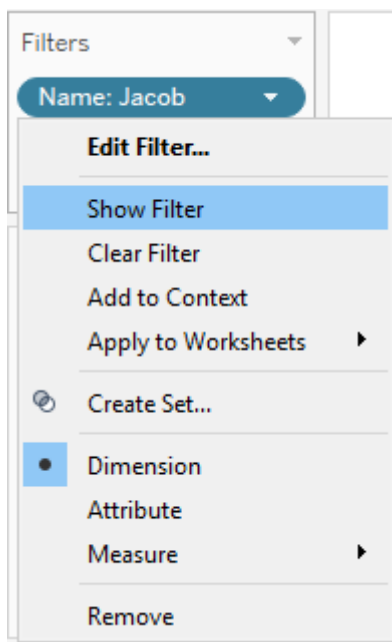 Filters
Name: Jacob
Edit Filter...
Show Filter
Clear Filter
Add to Context
Apply to Worksheets
Create Set...
Dimension
Attribute
Measure
Remove